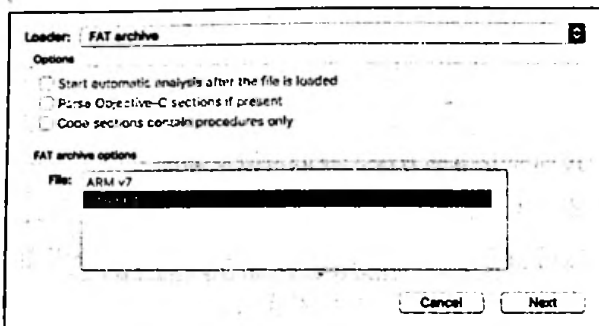 Loader: FAT archive
Options
Start automatic analysis after the file is loaded
Parse Objective-C sections if present
Code sections contain procedures only
FAT archive options
File: ARM v7
Cancel Next